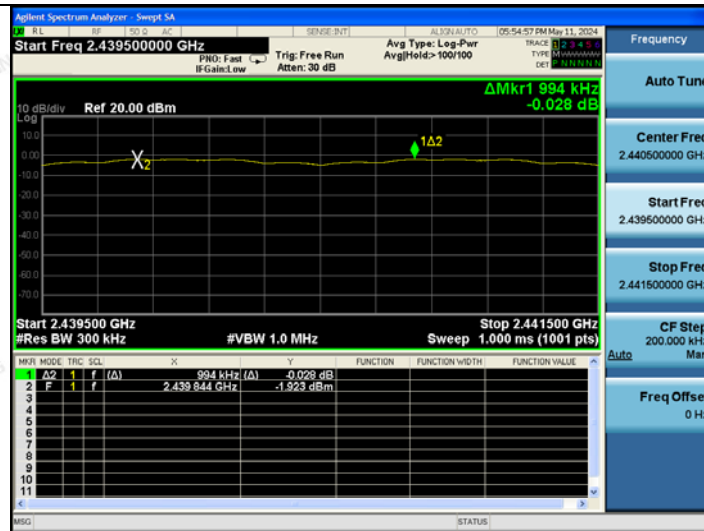 Agilent Spectrum Analyzer - Swept SA
RL RF 50 Ω AC SENSE:INT ALIGN AUTO 05:54:57 PM May 11, 2024
Start Freq 2.439500000 GHz
PNO: Fast
IFGain:Low
Trig: Free Run
Atten: 30 dB
Avg Type: Log-Pwr
Avg|Hold:>100/100
TRACE 1 2 3 4 5 6
TYPE M W W W W W
DET P N N N N N
ΔMkr1 994 kHz
-0.028 dB
10 dB/div
Log
Ref 20.00 dBm
10.0
0.00
-10.0
-20.0
-30.0
-40.0
-50.0
-60.0
-70.0
X2
1Δ2
Start 2.439500 GHz
Stop 2.441500 GHz
#Res BW 300 kHz
#VBW 1.0 MHz
Sweep 1.000 ms (1001 pts)
MKR MODE TRC SCL X Y FUNCTION FUNCTION WIDTH FUNCTION VALUE
1 Δ2 1 f (Δ) 994 kHz (Δ) -0.028 dB
2 F 1 f 2.439 844 GHz -1.923 dBm
3
4
5
6
7
8
9
10
11
MSG
STATUS
Frequency
Auto Tune
Center Freq
2.440500000 GHz
Start Freq
2.439500000 GHz
Stop Freq
2.441500000 GHz
CF Step
200.000 kHz
Auto Man
Freq Offset
0 Hz